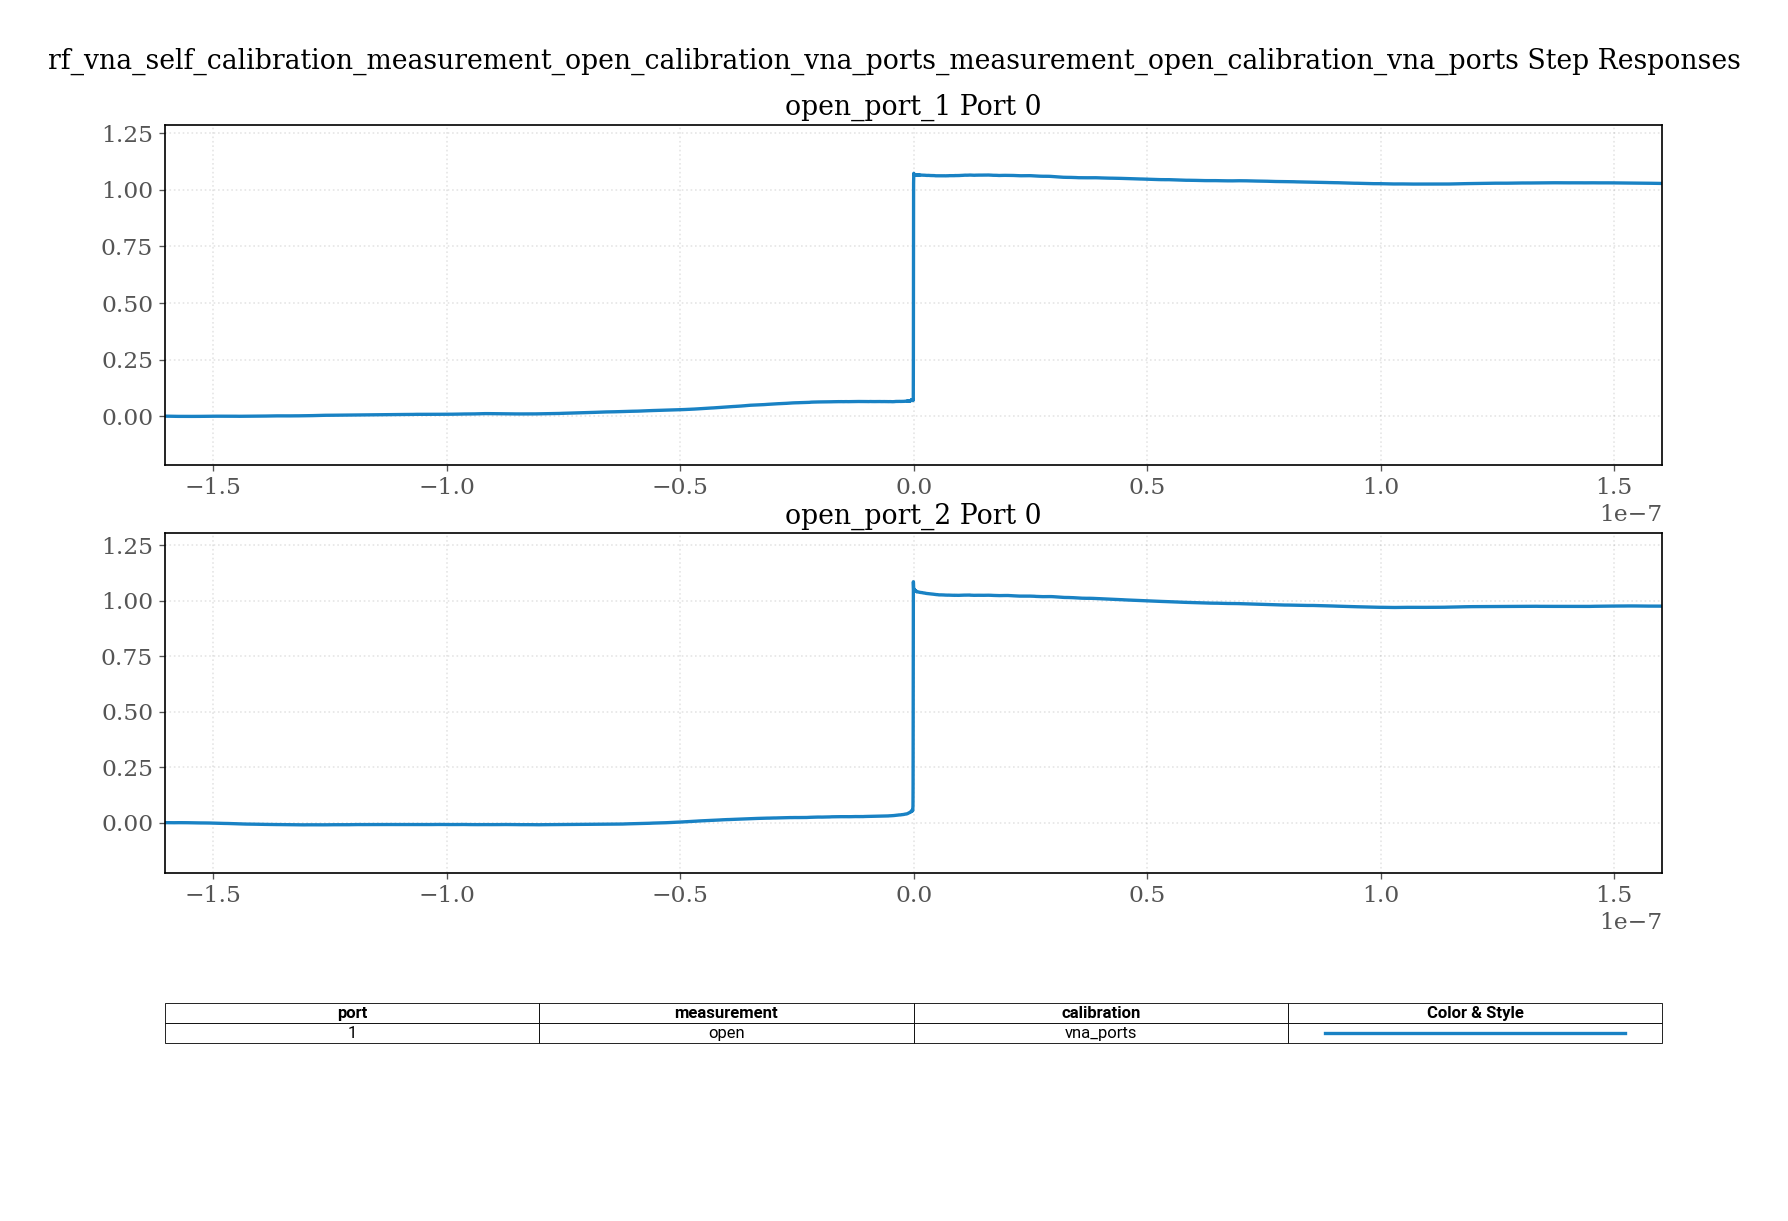 rf_vna_self_calibration_measurement_open_calibration_vna_ports_measurement_open_calibration_vna_ports Step Responses
open_port_1 Port 0
1.25
1.00
0.75
0.50
0.25
0.00
−1.5 −1.0 −0.5 0.0 0.5 1.0 1.5
1e−7
open_port_2 Port 0
1.25
1.00
0.75
0.50
0.25
0.00
−1.5 −1.0 −0.5 0.0 0.5 1.0 1.5
1e−7
port measurement calibration Color & Style
1 open vna_ports